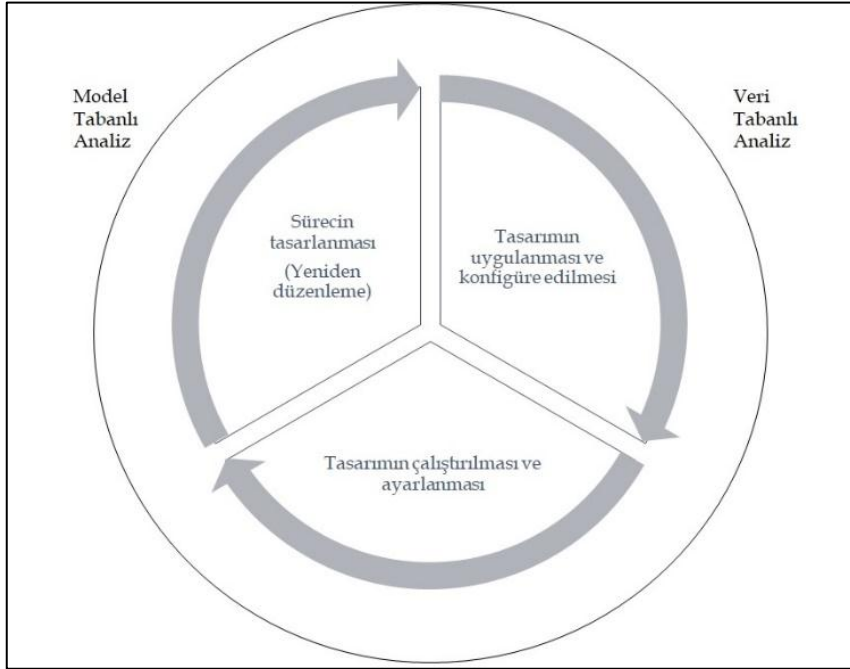 Model
Tabanlı
Analiz
Veri
Tabanlı
Analiz
Sürecin
tasarlanması
(Yeniden
düzenleme)
Tasarımın
uygulanması ve
konfigüre edilmesi
Tasarımın çalıştırılması ve
ayarlanması